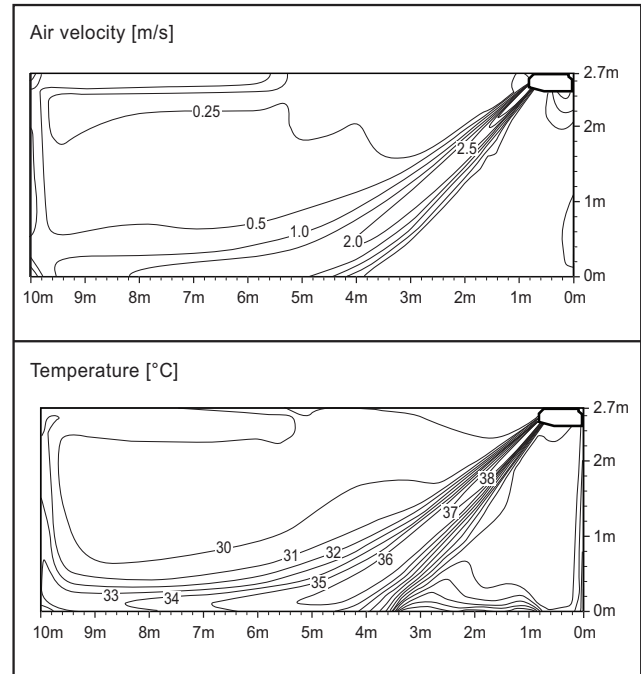 Air velocity [m/s]
2.7m
0.25
2m
2.5
1m
0.5
1.0
2.0
0m
10m 9m 8m 7m 6m 5m 4m 3m 2m 1m 0m
Temperature [°C]
2.7m
2m
38
37
1m
30
31
32
36
35
33
34
0m
10m 9m 8m 7m 6m 5m 4m 3m 2m 1m 0m